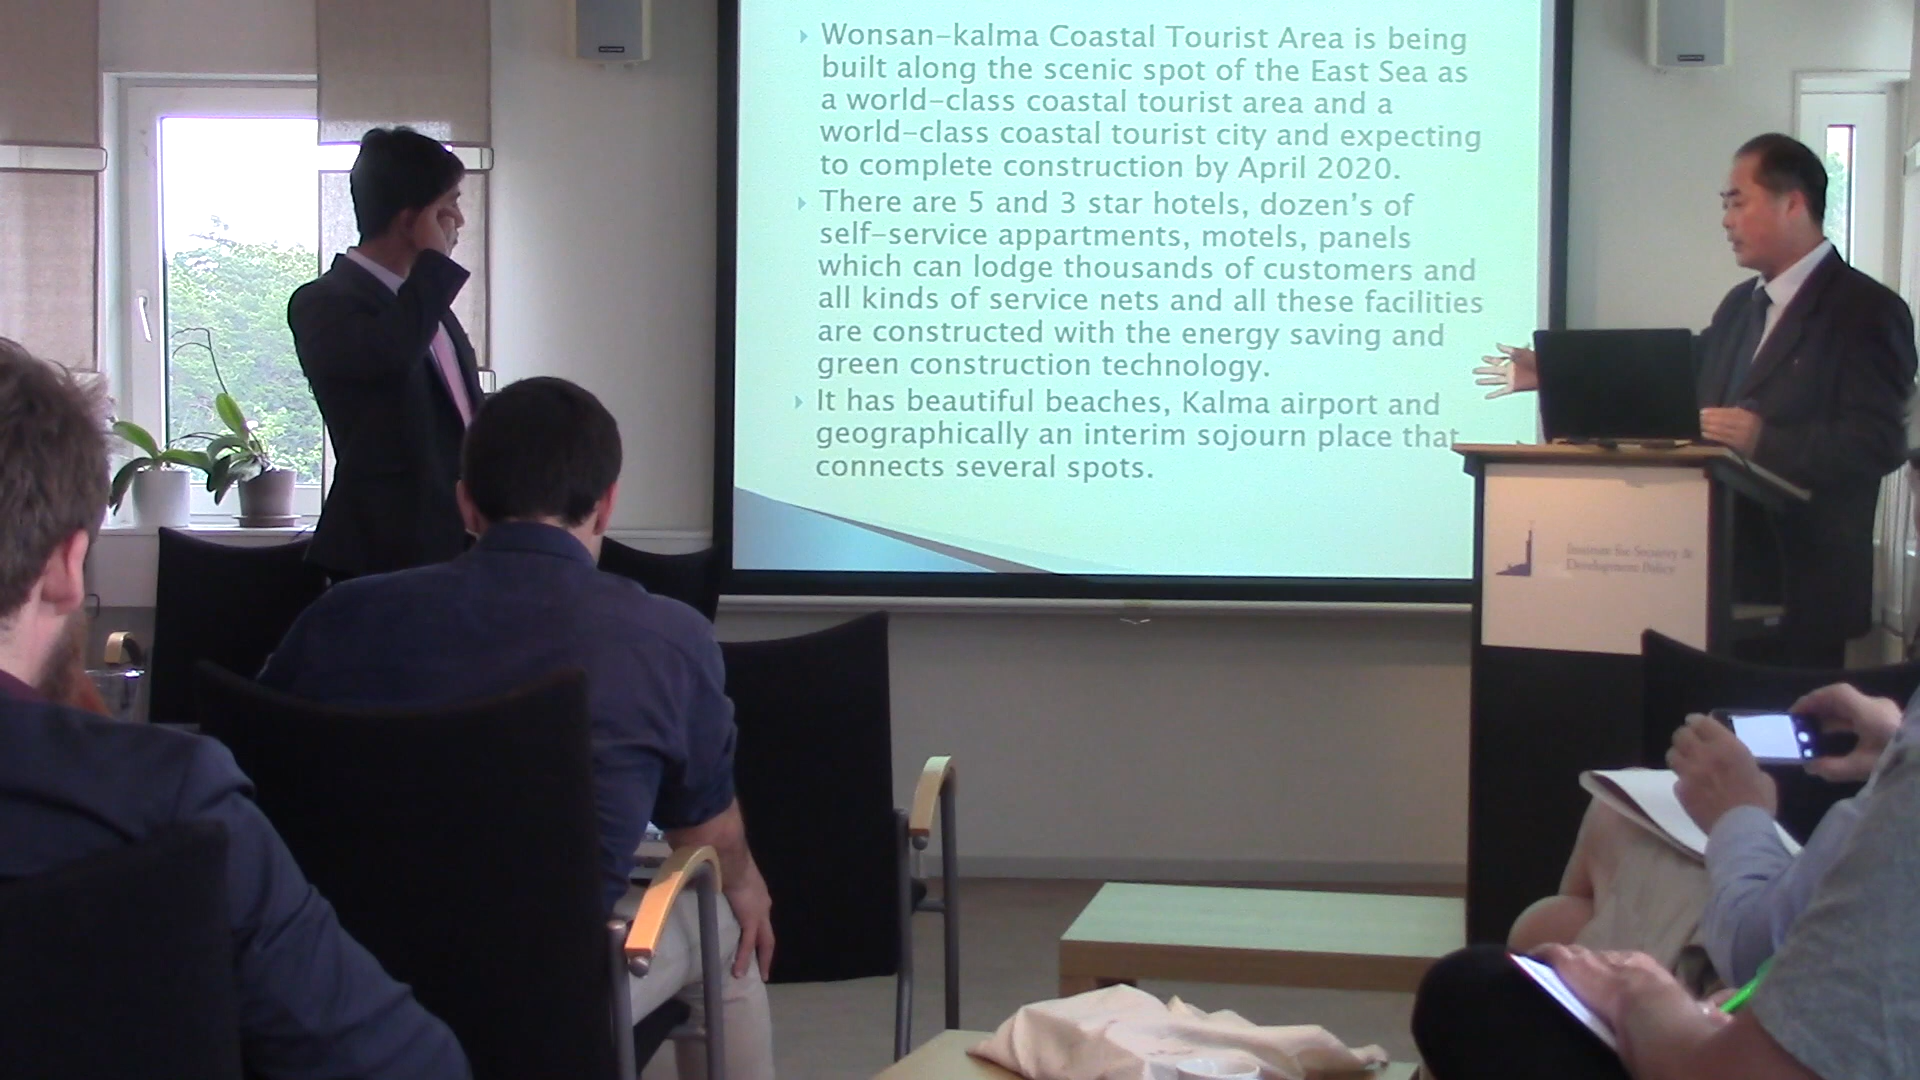 Wonsan-kalma Coastal Tourist Area is being
built along the scenic spot of the East Sea as
a world-class coastal tourist area and a
world-class coastal tourist city and expecting
to complete construction by April 2020.
There are 5 and 3 star hotels, dozen's of
self-service appartments, motels, panels
which can lodge thousands of customers and
all kinds of service nets and all these facilities
are constructed with the energy saving and
green construction technology.
It has beautiful beaches, Kalma airport and
geographically an interim sojourn place that
connects several spots.
Institute for Security &
Development Policy